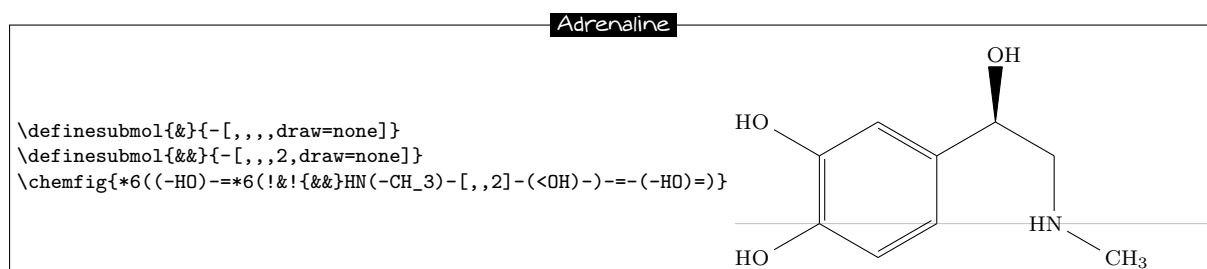 Adrenaline
\definesubmol{&}{-[,,,,draw=none]}
\definesubmol{&&}{-[,,,2,draw=none]}
\chemfig{*6((-HO)-=*6(!&!{&&}HN(-CH_3)-[,,2]-(<OH)-)-=-(-HO)=)}
OH
HO
HN
HO
CH3